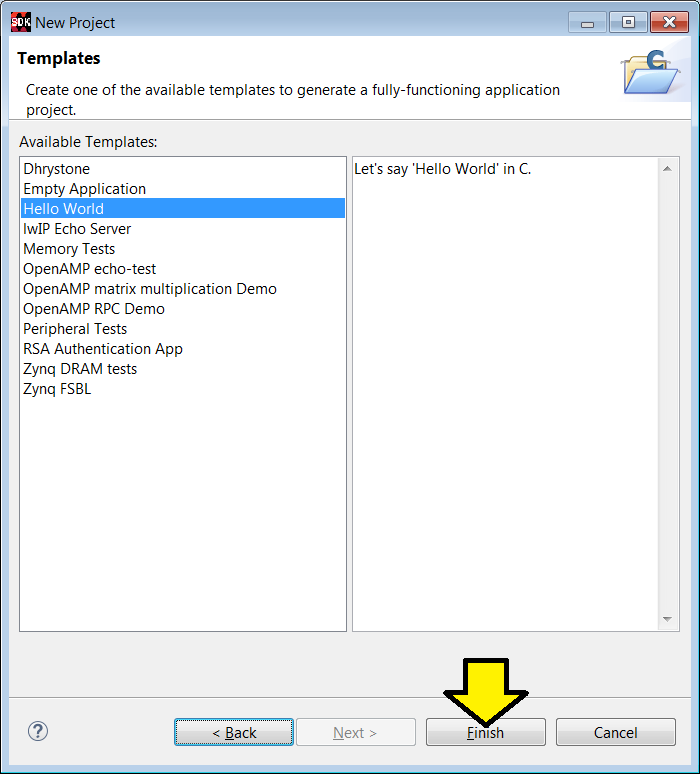 SDK New Project
Templates
Create one of the available templates to generate a fully-functioning application
project.
C
Available Templates:
Dhrystone
Empty Application
Hello World
lwIP Echo Server
Memory Tests
OpenAMP echo-test
OpenAMP matrix multiplication Demo
OpenAMP RPC Demo
Peripheral Tests
RSA Authentication App
Zynq DRAM tests
Zynq FSBL
Let's say 'Hello World' in C.
? < Back Next > Finish Cancel